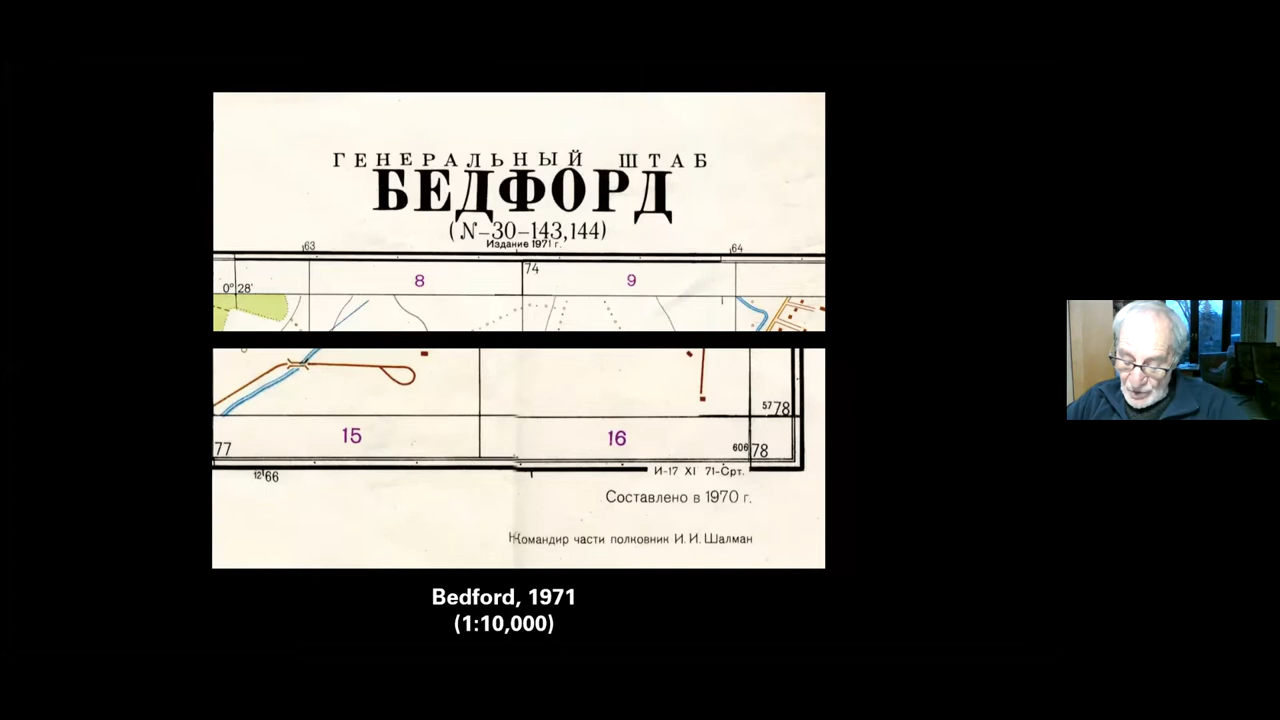 ГЕНЕРАЛЬНЫЙ ШТАБ
БЕДФОРД
(N–30–143,144)
Издание 1971 г.
63
64
74
8
9
0° 28'
57 78
15
16
77
606 78
12 66
И-17 XI 71-Срт.
Составлено в 1970 г.
Командир части полковник И. И. Шалман
Bedford, 1971
(1:10,000)